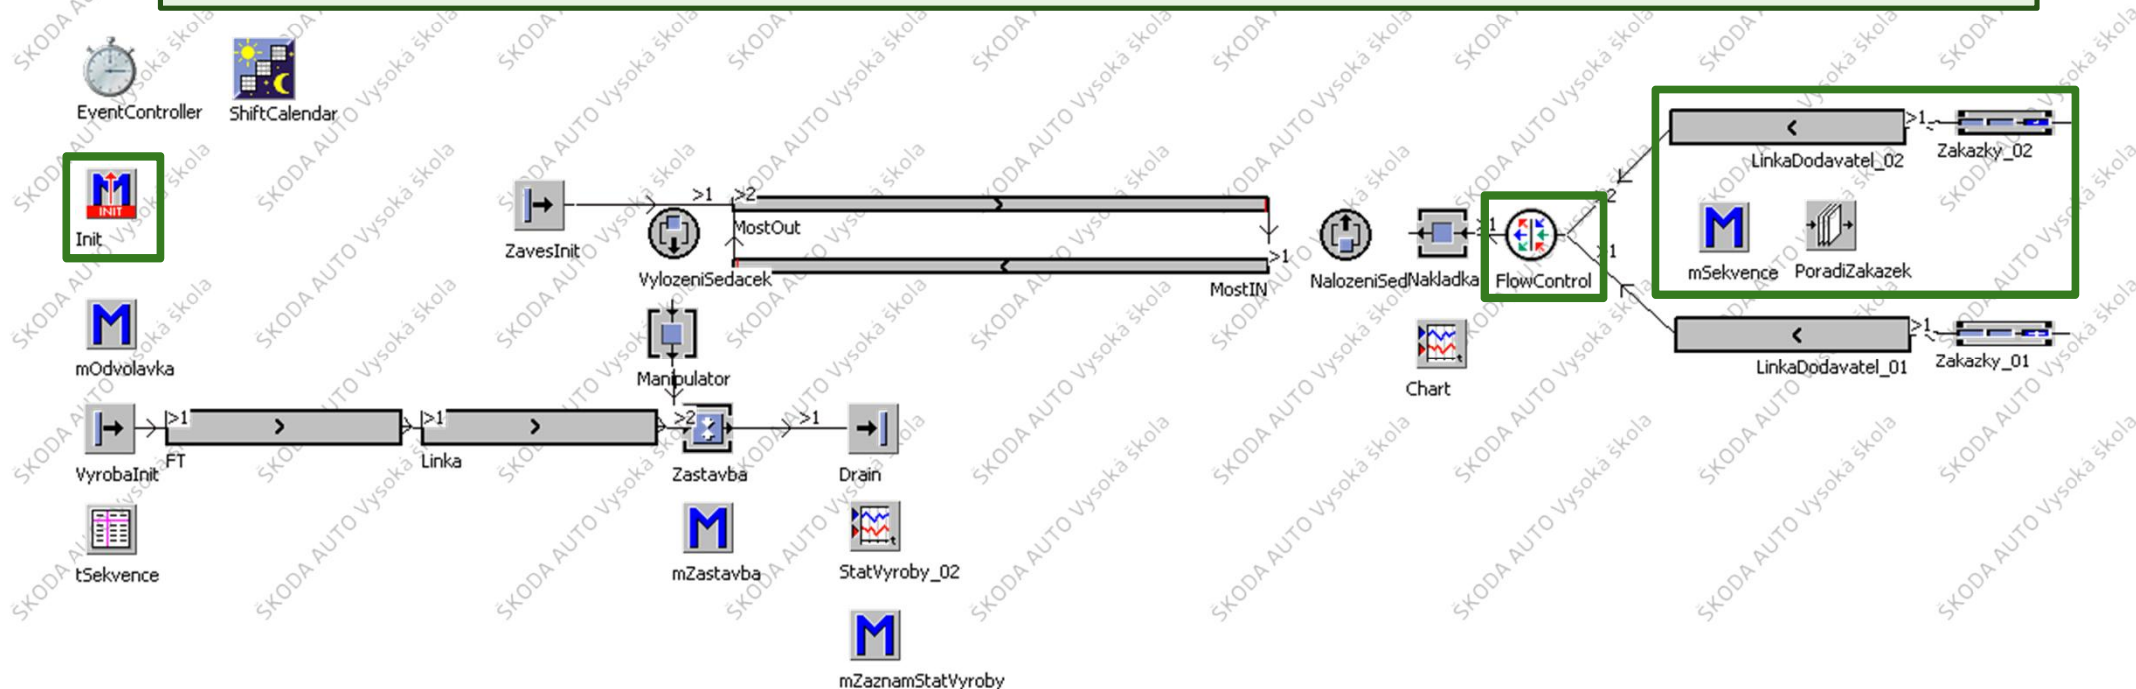 EventController
ShiftCalendar
INIT
Init
mOdvolavka
ZavesInit
>1
>2
MostOut
VylozeniSedacek
>1
MostIN
NalozeniSed
Nakladka
>1
FlowControl
2
>1
LinkaDodavatel_02
>1
Zakazky_02
mSekvence
PoradiZakazek
LinkaDodavatel_01
>1
Zakazky_01
Chart
Manipulator
VyrobaInit
>1
FT
>1
Linka
>2
Zastavba
>1
Drain
tSekvence
mZastavba
StatVyroby_02
mZaznamStatVyroby
ŠKODA AUTO Vysoká škola